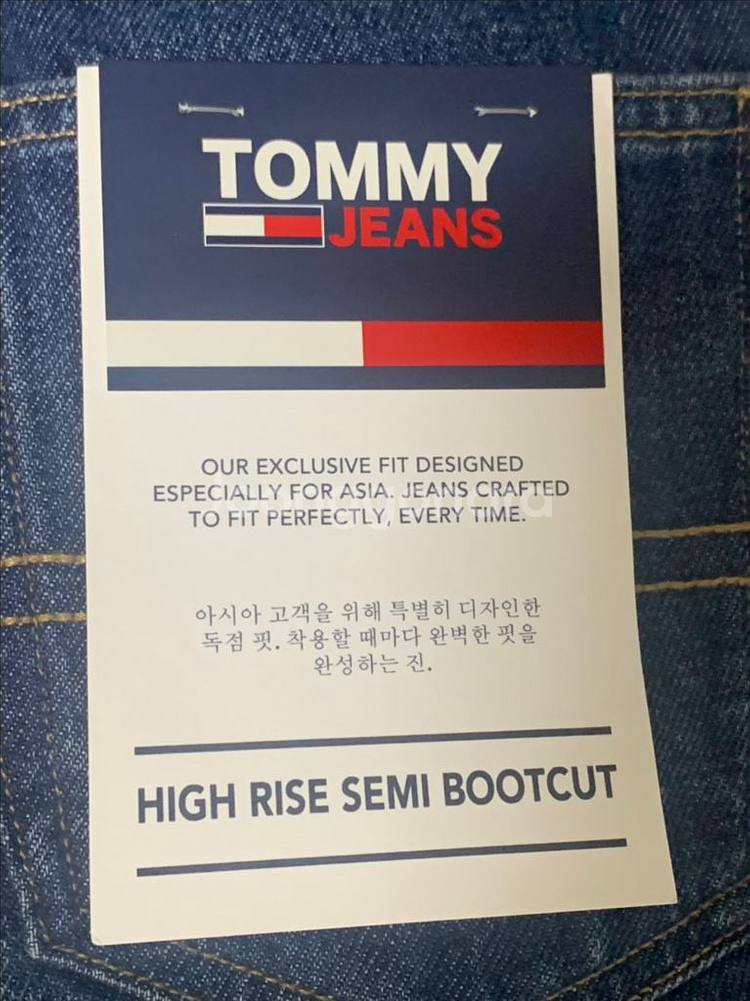 TOMMY
JEANS
OUR EXCLUSIVE FIT DESIGNED
ESPECIALLY FOR ASIA. JEANS CRAFTED
TO FIT PERFECTLY, EVERY TIME.
아시아 고객을 위해 특별히 디자인한
독점 핏. 착용할 때마다 완벽한 핏을
완성하는 진.
HIGH RISE SEMI BOOTCUT